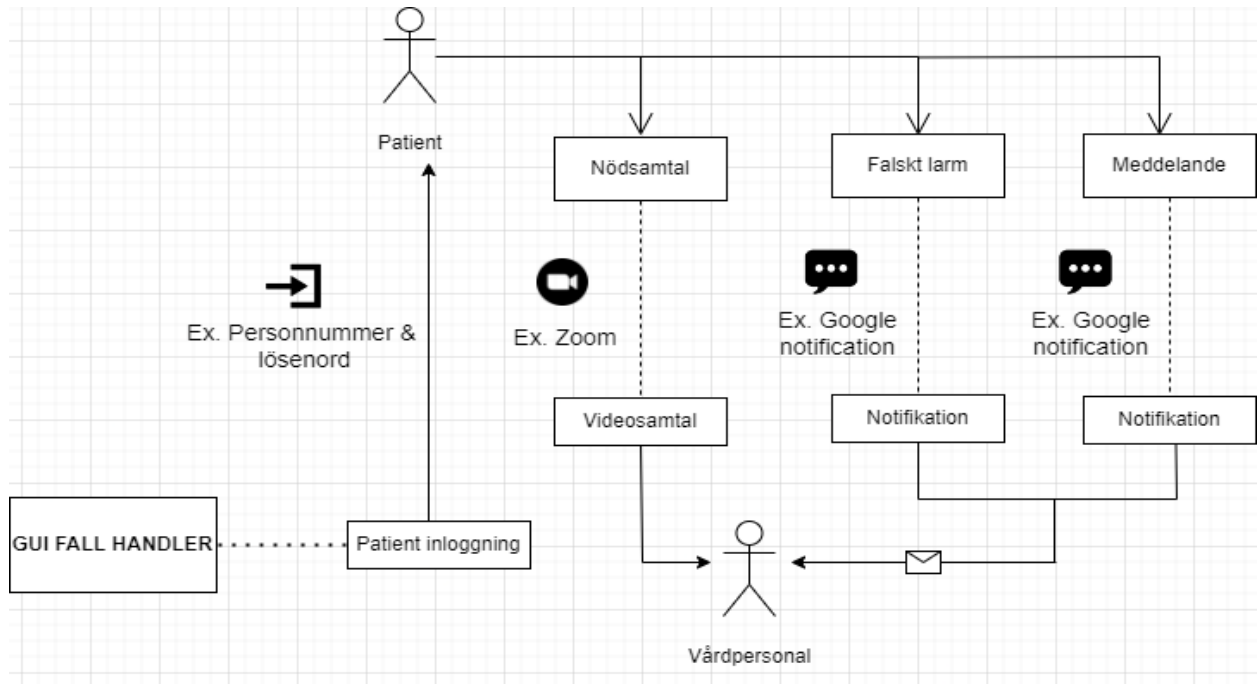 Patient
Nödsamtal
Falskt larm
Meddelande
Ex. Personnummer &
lösenord
Ex. Zoom
Ex. Google
notification
Ex. Google
notification
Videosamtal
Notifikation
Notifikation
GUI FALL HANDLER
Patient inloggning
Vårdpersonal